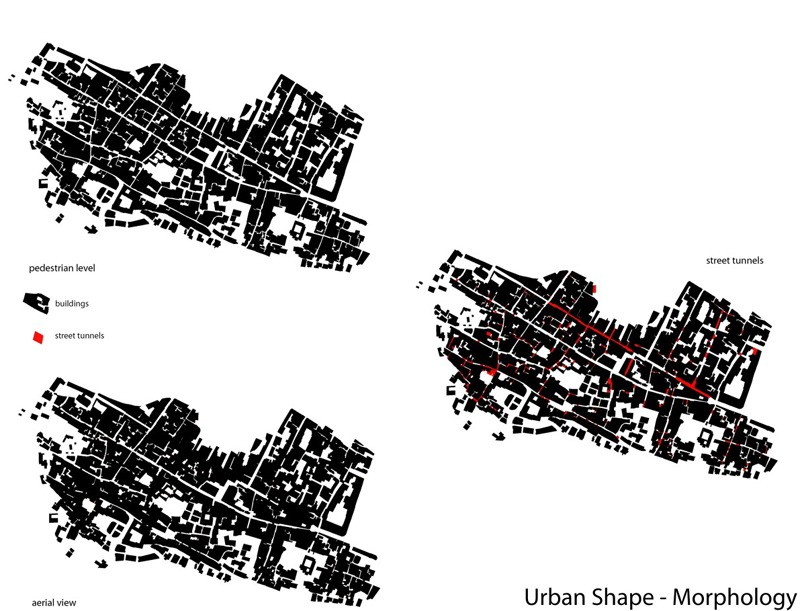 pedestrian level
buildings
street tunnels
street tunnels
aerial view
Urban Shape - Morphology